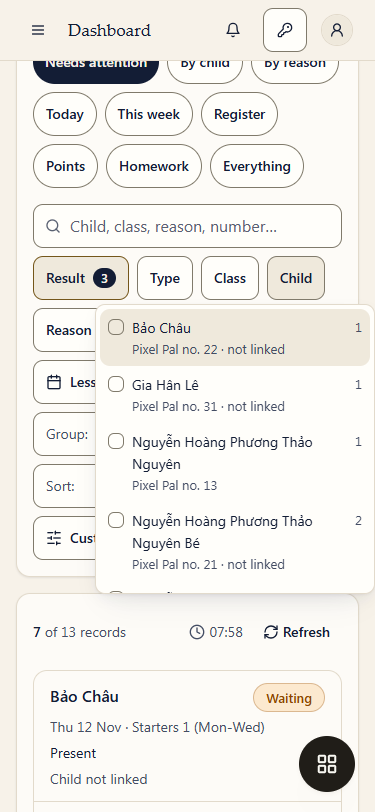 Dashboard
Needs attention
By child
By reason
Today
This week
Register
Points
Homework
Everything
Child, class, reason, number...
Result 3
Type
Class
Child
Reason
Bảo Châu 1
Pixel Pal no. 22 · not linked
Gia Hân Lê 1
Pixel Pal no. 31 · not linked
Nguyễn Hoàng Phương Thảo 1
Nguyên
Pixel Pal no. 13
Nguyễn Hoàng Phương Thảo 2
Nguyên Bé
Pixel Pal no. 21 · not linked
Less
Group:
Sort:
Cust
7 of 13 records
07:58
Refresh
Bảo Châu
Waiting
Thu 12 Nov · Starters 1 (Mon-Wed)
Present
Child not linked